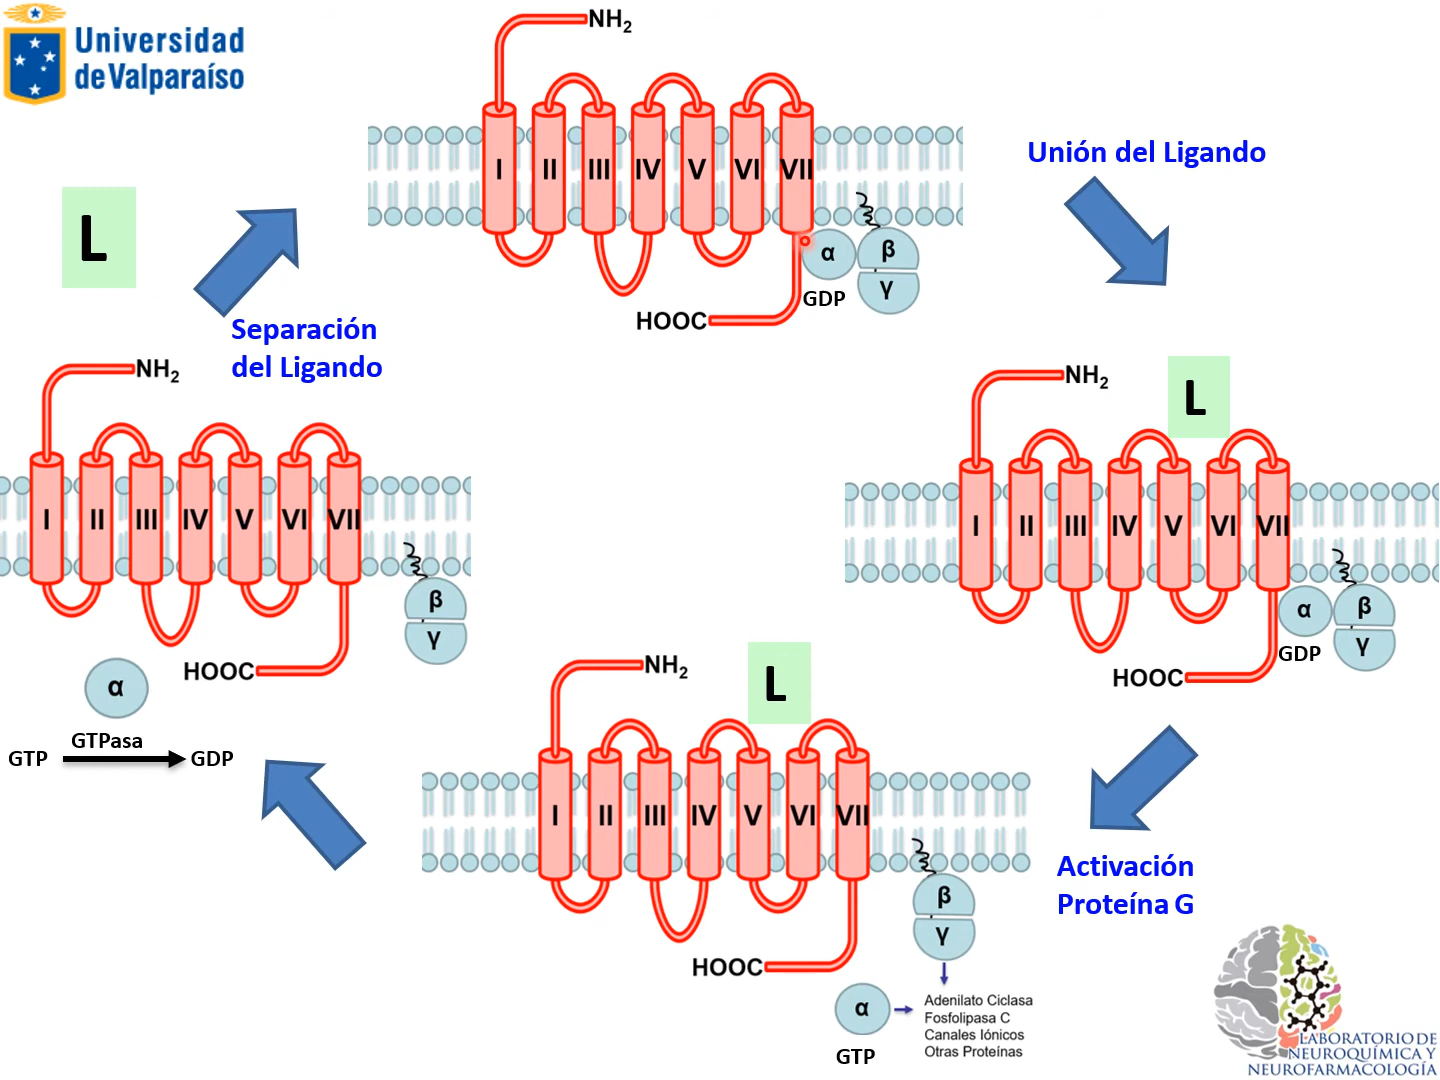 Universidad
de Valparaíso
NH2
I II III IV V VI VII
α β
γ
GDP
HOOC
Unión del Ligando
L
NH2
I II III IV V VI VII
α β
γ
GDP
HOOC
Activación
Proteína G
L
NH2
I II III IV V VI VII
β
γ
HOOC
α
GTP
Adenilato Ciclasa
Fosfolipasa C
Canales Iónicos
Otras Proteínas
NH2
I II III IV V VI VII
β
γ
HOOC
α
GTPasa
GTP GDP
Separación
del Ligando
L
LABORATORIO DE
NEUROQUÍMICA Y
NEUROFARMACOLOGÍA